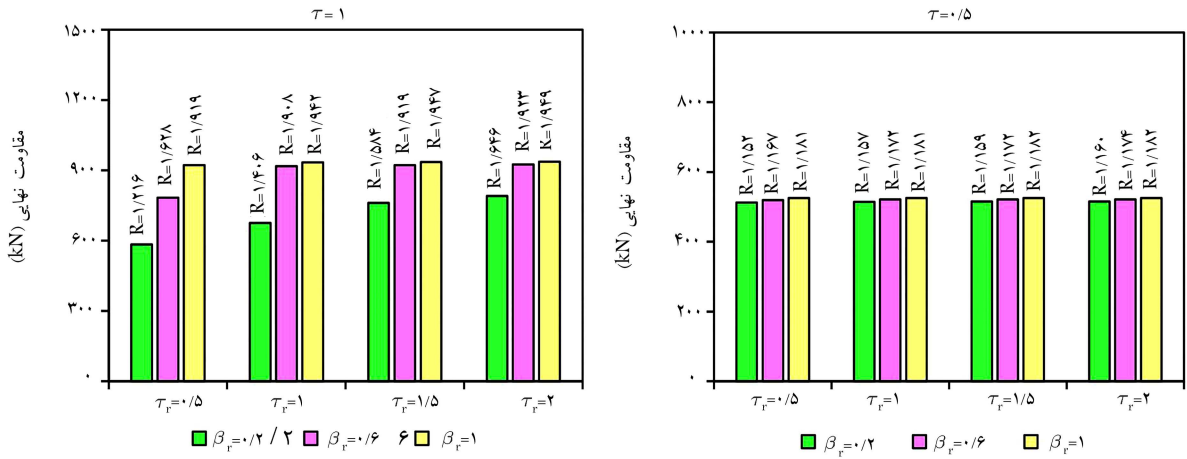 τ = ۱
۱۵۰۰
۱۲۰۰
۹۰۰
۶۰۰
۳۰۰
۰
مقاومت نهایی (kN)
R=۱/۲۱۶
R=۱/۶۲۸
R=۱/۹۱۹
R=۱/۴۰۶
R=۱/۹۰۸
R=۱/۹۴۲
R=۱/۵۸۴
R=۱/۹۱۹
R=۱/۹۴۷
R=۱/۶۴۶
R=۱/۹۲۳
R=۱/۹۴۹
τr=۰/۵
τr=۱
τr=۱/۵
τr=۲
βr=۰/۲ / ۲
βr=۰/۶ ۶
βr=۱
τ=۰/۵
۱۰۰۰
۸۰۰
۶۰۰
۴۰۰
۲۰۰
۰
مقاومت نهایی (kN)
R=۱/۱۵۲
R=۱/۱۶۷
R=۱/۱۸۱
R=۱/۱۵۷
R=۱/۱۷۲
R=۱/۱۸۱
R=۱/۱۵۹
R=۱/۱۷۲
R=۱/۱۸۲
R=۱/۱۶۰
R=۱/۱۷۴
R=۱/۱۸۲
τr=۰/۵
τr=۱
τr=۱/۵
τr=۲
βr=۰/۲
βr=۰/۶
βr=۱